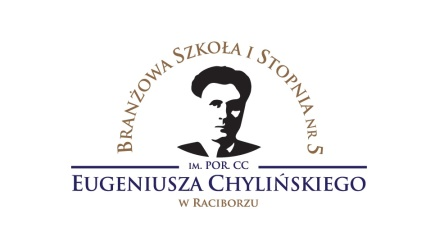 Branżowa Szkoła I Stopnia nr 5
im. por. cc
Eugeniusza Chylińskiego
w Raciborzu